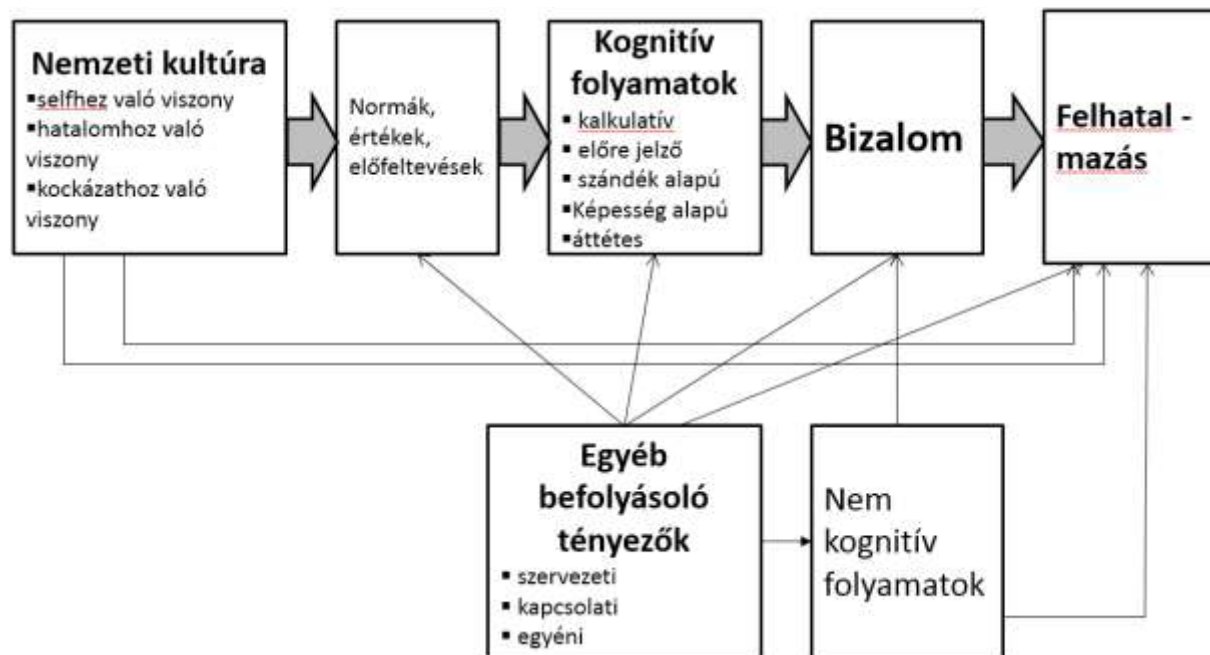 Nemzeti kultúra
▪selfhez való viszony
▪hatalomhoz való
viszony
▪kockázathoz való
viszony
Normák,
értékek,
előfeltevések
Kognitív
folyamatok
▪ kalkulatív
▪ előre jelző
▪ szándék alapú
▪Képesség alapú
▪áttétes
Bizalom
Felhatal -
mazás
Egyéb
befolyásoló
tényezők
▪ szervezeti
▪ kapcsolati
▪ egyéni
Nem
kognitív
folyamatok